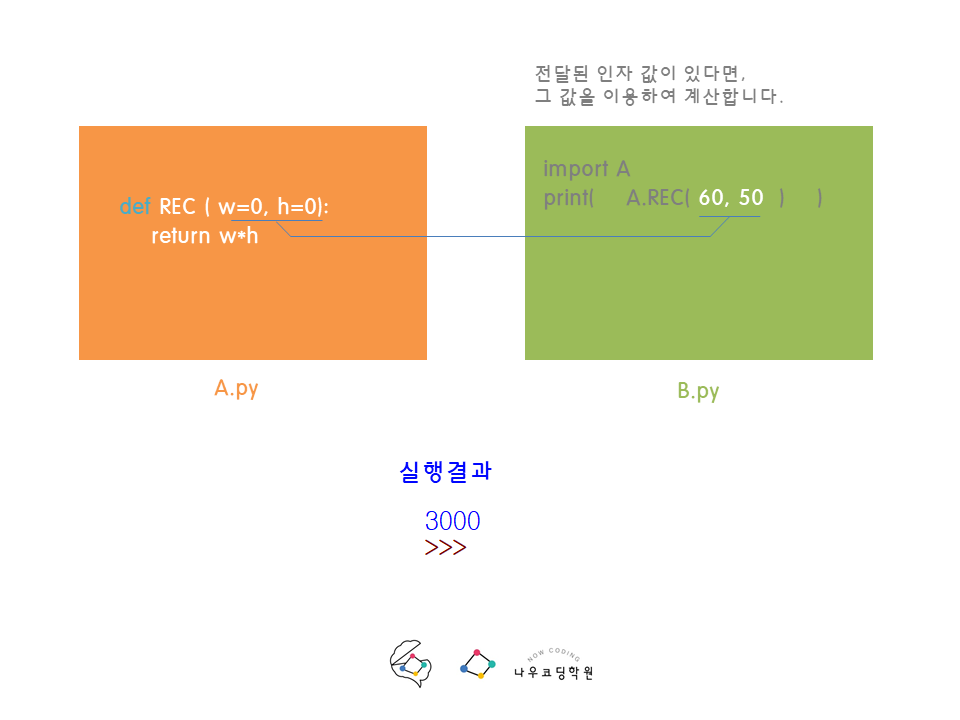 전달된 인자 값이 있다면,
그 값을 이용하여 계산합니다.
def REC ( w=0, h=0):
return w*h
A.py
import A
print( A.REC( 60, 50 ) )
B.py
실행결과
3000
>>>
NOW CODING
나우코딩학원